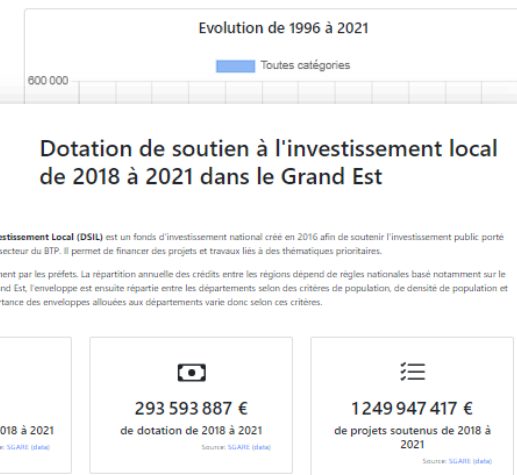 Evolution de 1996 à 2021
Toutes catégories
600 000
Dotation de soutien à l'investissement local
de 2018 à 2021 dans le Grand Est
estissement Local (DSIL) est un fonds d'investissement national créé en 2016 afin de soutenir l'investissement public porté
secteur du BTP. Il permet de financer des projets et travaux liés à des thématiques prioritaires.
ment par les préfets. La répartition annuelle des crédits entre les régions dépend de règles nationales basé notamment sur le
and Est, l'enveloppe est ensuite répartie entre les départements selon des critères de population, de densité de population et
rtance des enveloppes allouées aux départements varie donc selon ces critères.
018 à 2021
e: SGARE (data)
293 593 887 €
de dotation de 2018 à 2021
Source: SGARE (data)
1 249 947 417 €
de projets soutenus de 2018 à
2021
Source: SGARE (data)